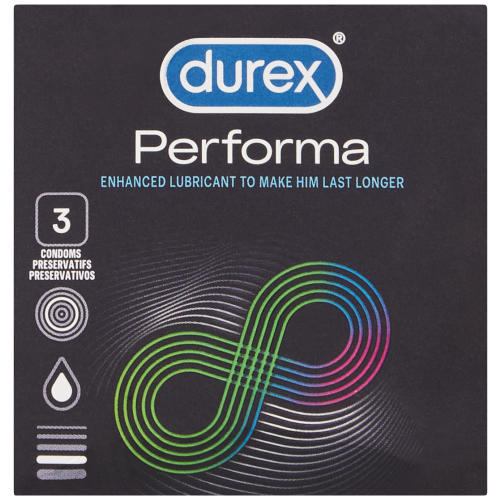 durex®
Performa
ENHANCED LUBRICANT TO MAKE HIM LAST LONGER
3
CONDOMS
PRESERVATIFS
PRESERVATIVOS